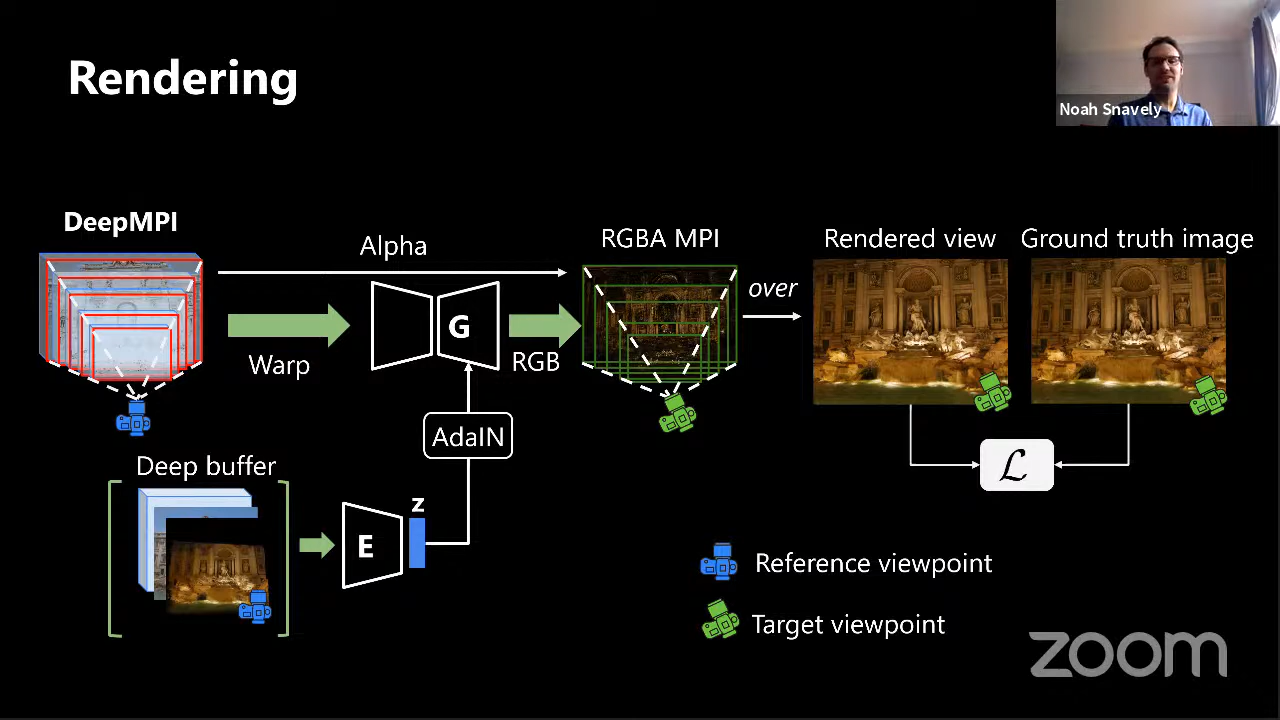 Rendering
Noah Snavely
DeepMPI
Alpha
RGBA MPI
Rendered view
Ground truth image
over
G
Warp
RGB
AdaIN
Deep buffer
z
E
ℒ
Reference viewpoint
Target viewpoint
zoom